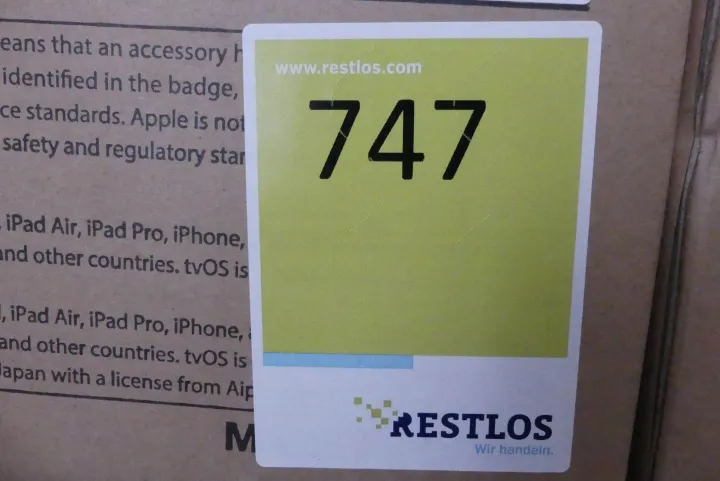 eans that an accessory
identified in the badge,
ce standards. Apple is not
safety and regulatory
iPad Air, iPad Pro, iPhone,
and other countries. tvOS is
, iPad Air, iPad Pro, iPhone,
and other countries. tvOS is
Japan with a license from
M
www.restlos.com
747
RESTLOS
Wir handeln.